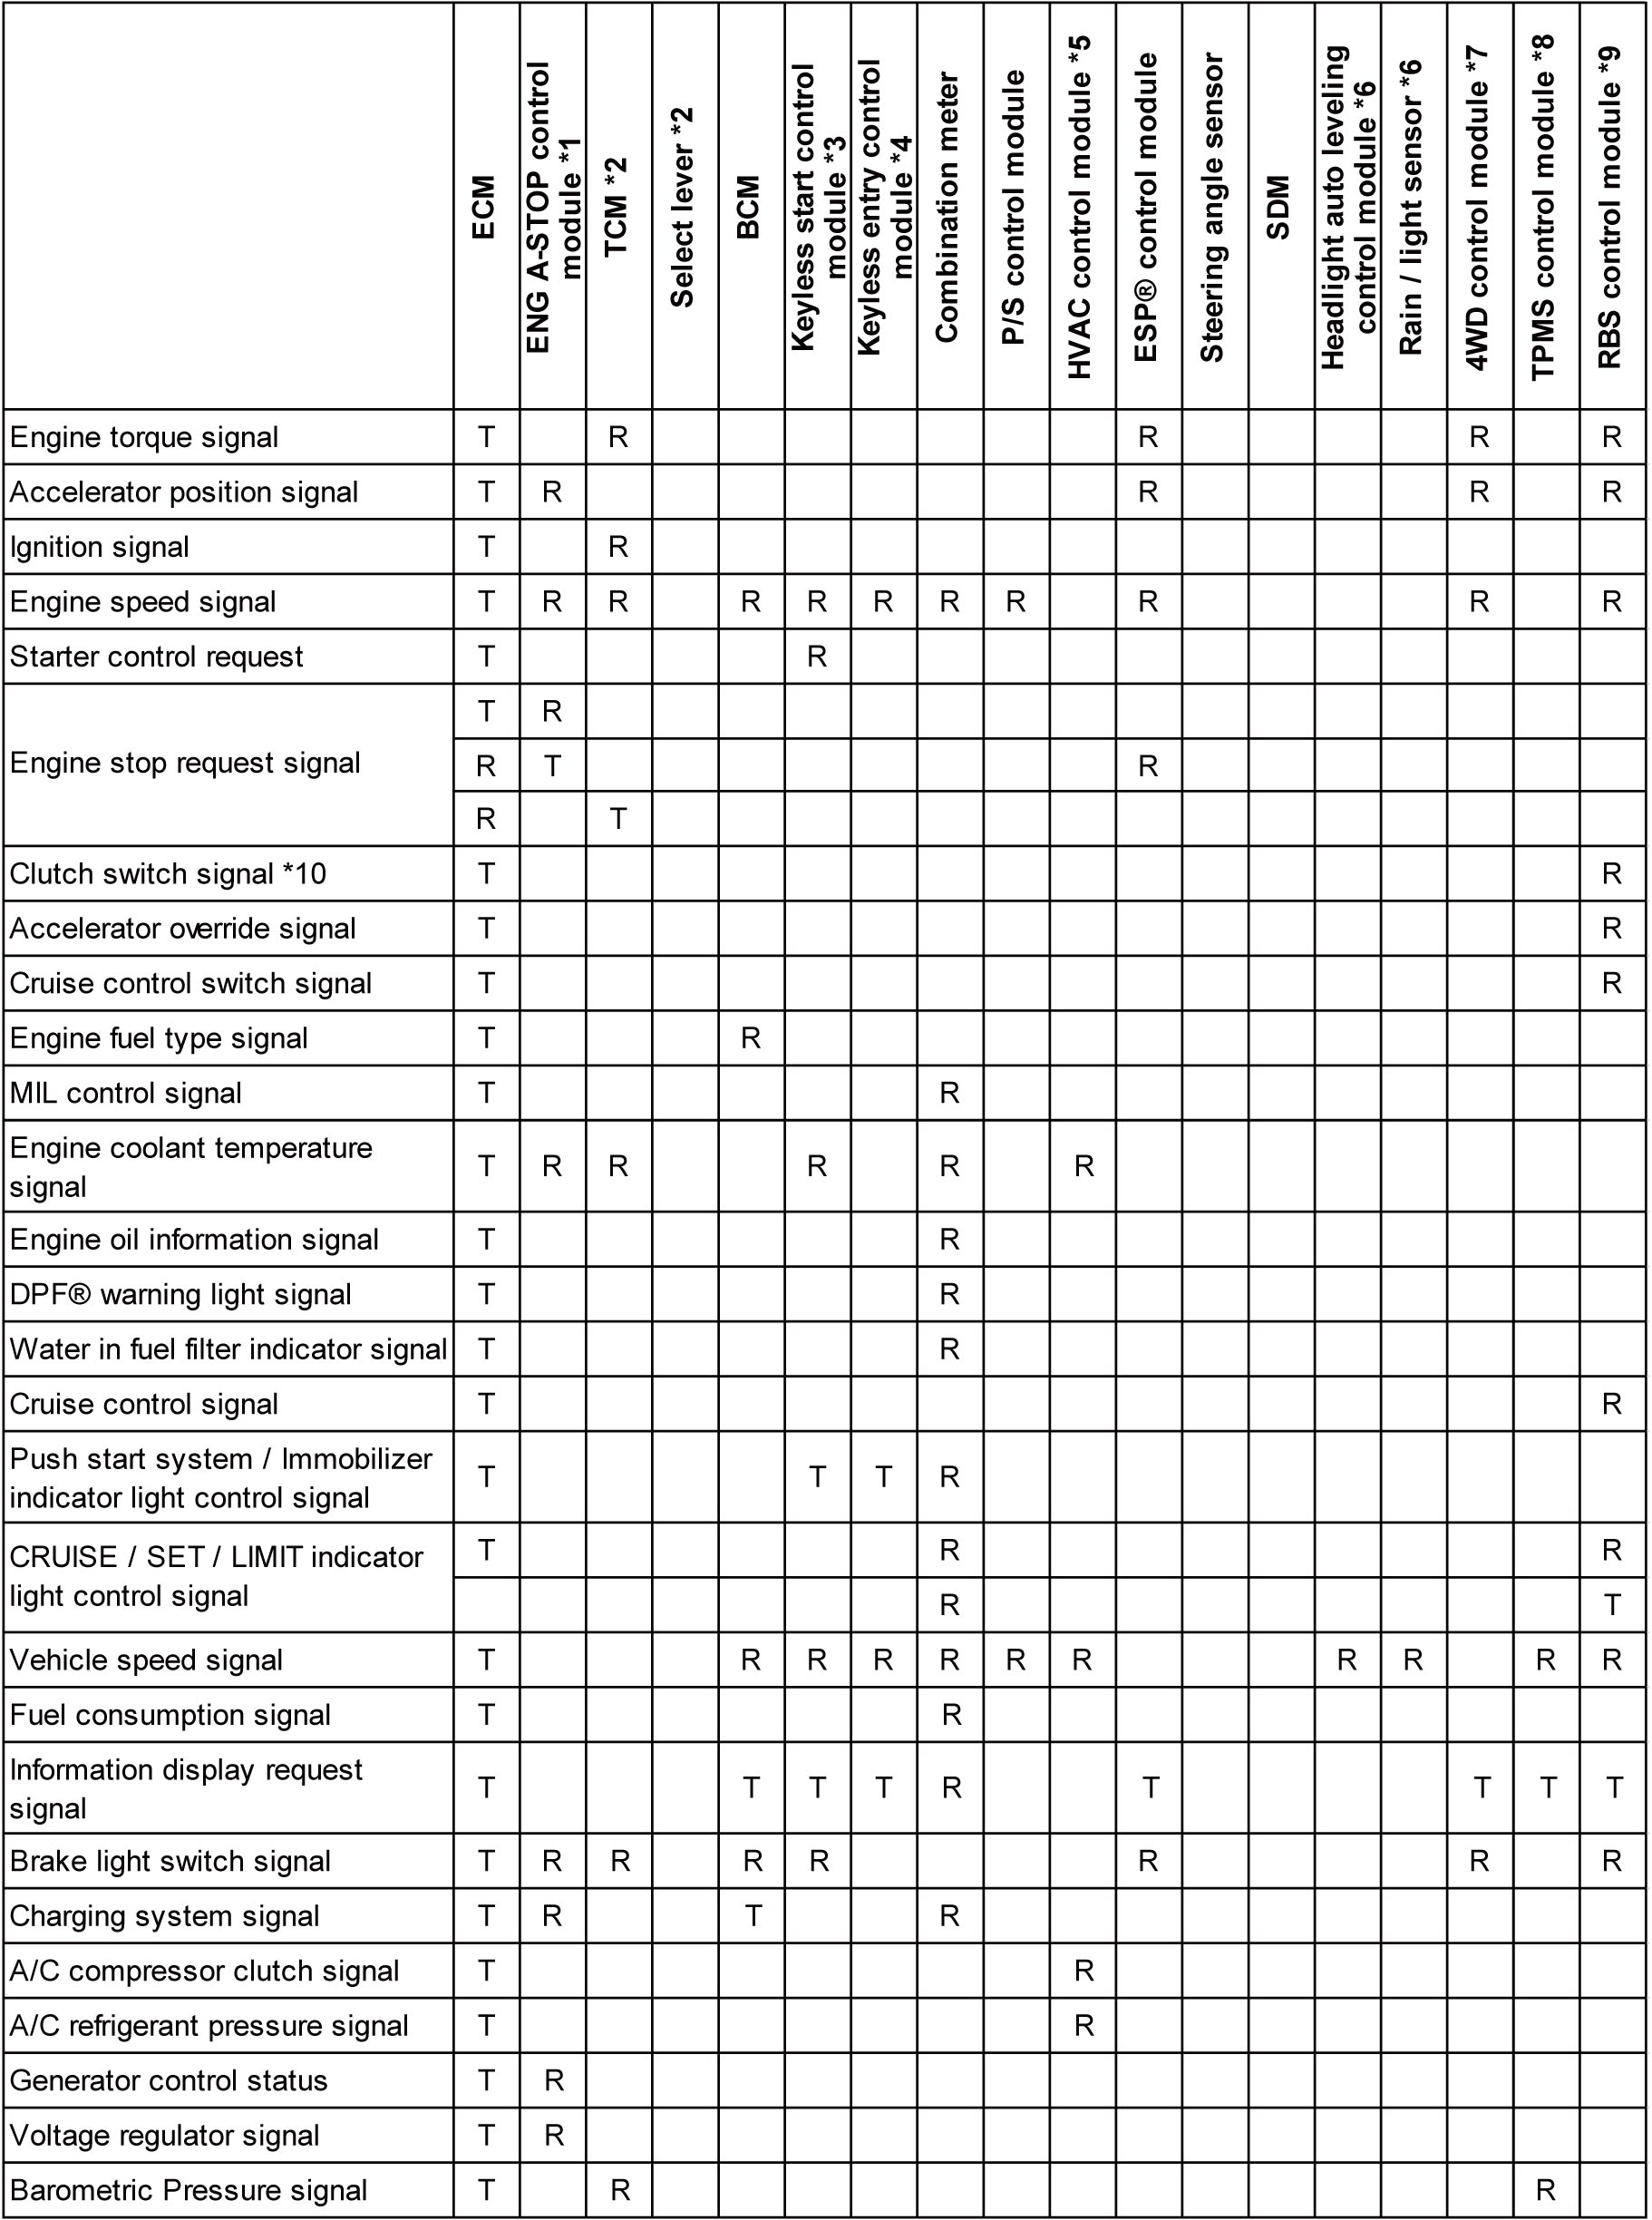 ECM
ENG A-STOP control
module *1
TCM *2
Select lever *2
BCM
Keyless start control
module *3
Keyless entry control
module *4
Combination meter
P/S control module
HVAC control module *5
ESP® control module
Steering angle sensor
SDM
Headlight auto leveling
control module *6
Rain / light sensor *6
4WD control module *7
TPMS control module *8
RBS control module *9
Engine torque signal T R R R R
Accelerator position signal T R R R R
Ignition signal T R
Engine speed signal T R R R R R R R R R R
Starter control request T R
Engine stop request signal
T R
R T R
R T
Clutch switch signal *10 T R
Accelerator override signal T R
Cruise control switch signal T R
Engine fuel type signal T R
MIL control signal T R
Engine coolant temperature
signal
T R R R R R
Engine oil information signal T R
DPF® warning light signal T R
Water in fuel filter indicator signal T R
Cruise control signal T R
Push start system / Immobilizer
indicator light control signal
T T T R
CRUISE / SET / LIMIT indicator
light control signal
T R R
R T
Vehicle speed signal T R R R R R R R R R R
Fuel consumption signal T R
Information display request
signal
T T T T R T T T T
Brake light switch signal T R R R R R R R
Charging system signal T R T R
A/C compressor clutch signal T R
A/C refrigerant pressure signal T R
Generator control status T R
Voltage regulator signal T R
Barometric Pressure signal T R R